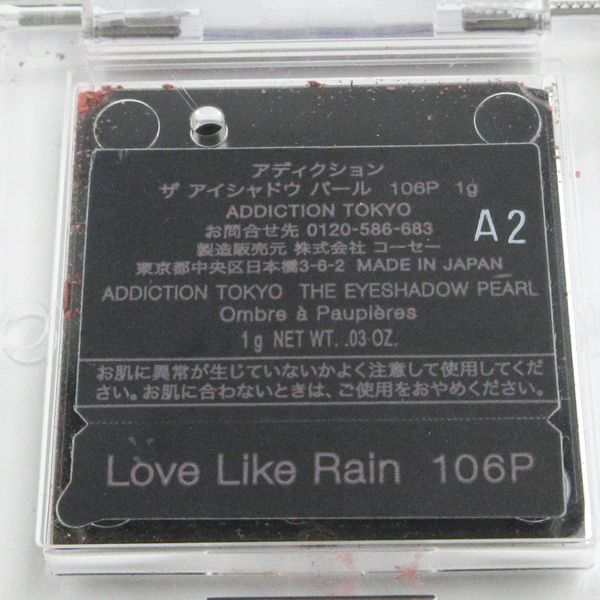 アディクション
ザ アイシャドウ パール 106P 1g
ADDICTION TOKYO
お問合せ先 0120-586-683
A2
製造販売元 株式会社 コーセー
東京都中央区日本橋3-6-2 MADE IN JAPAN
ADDICTION TOKYO THE EYESHADOW PEARL
Ombre à Paupières
1g NET WT. .03 OZ.
お肌に異常が生じていないかよく注意して使用してくだ
さい。お肌に合わないときは、ご使用をおやめください。
Love Like Rain 106P